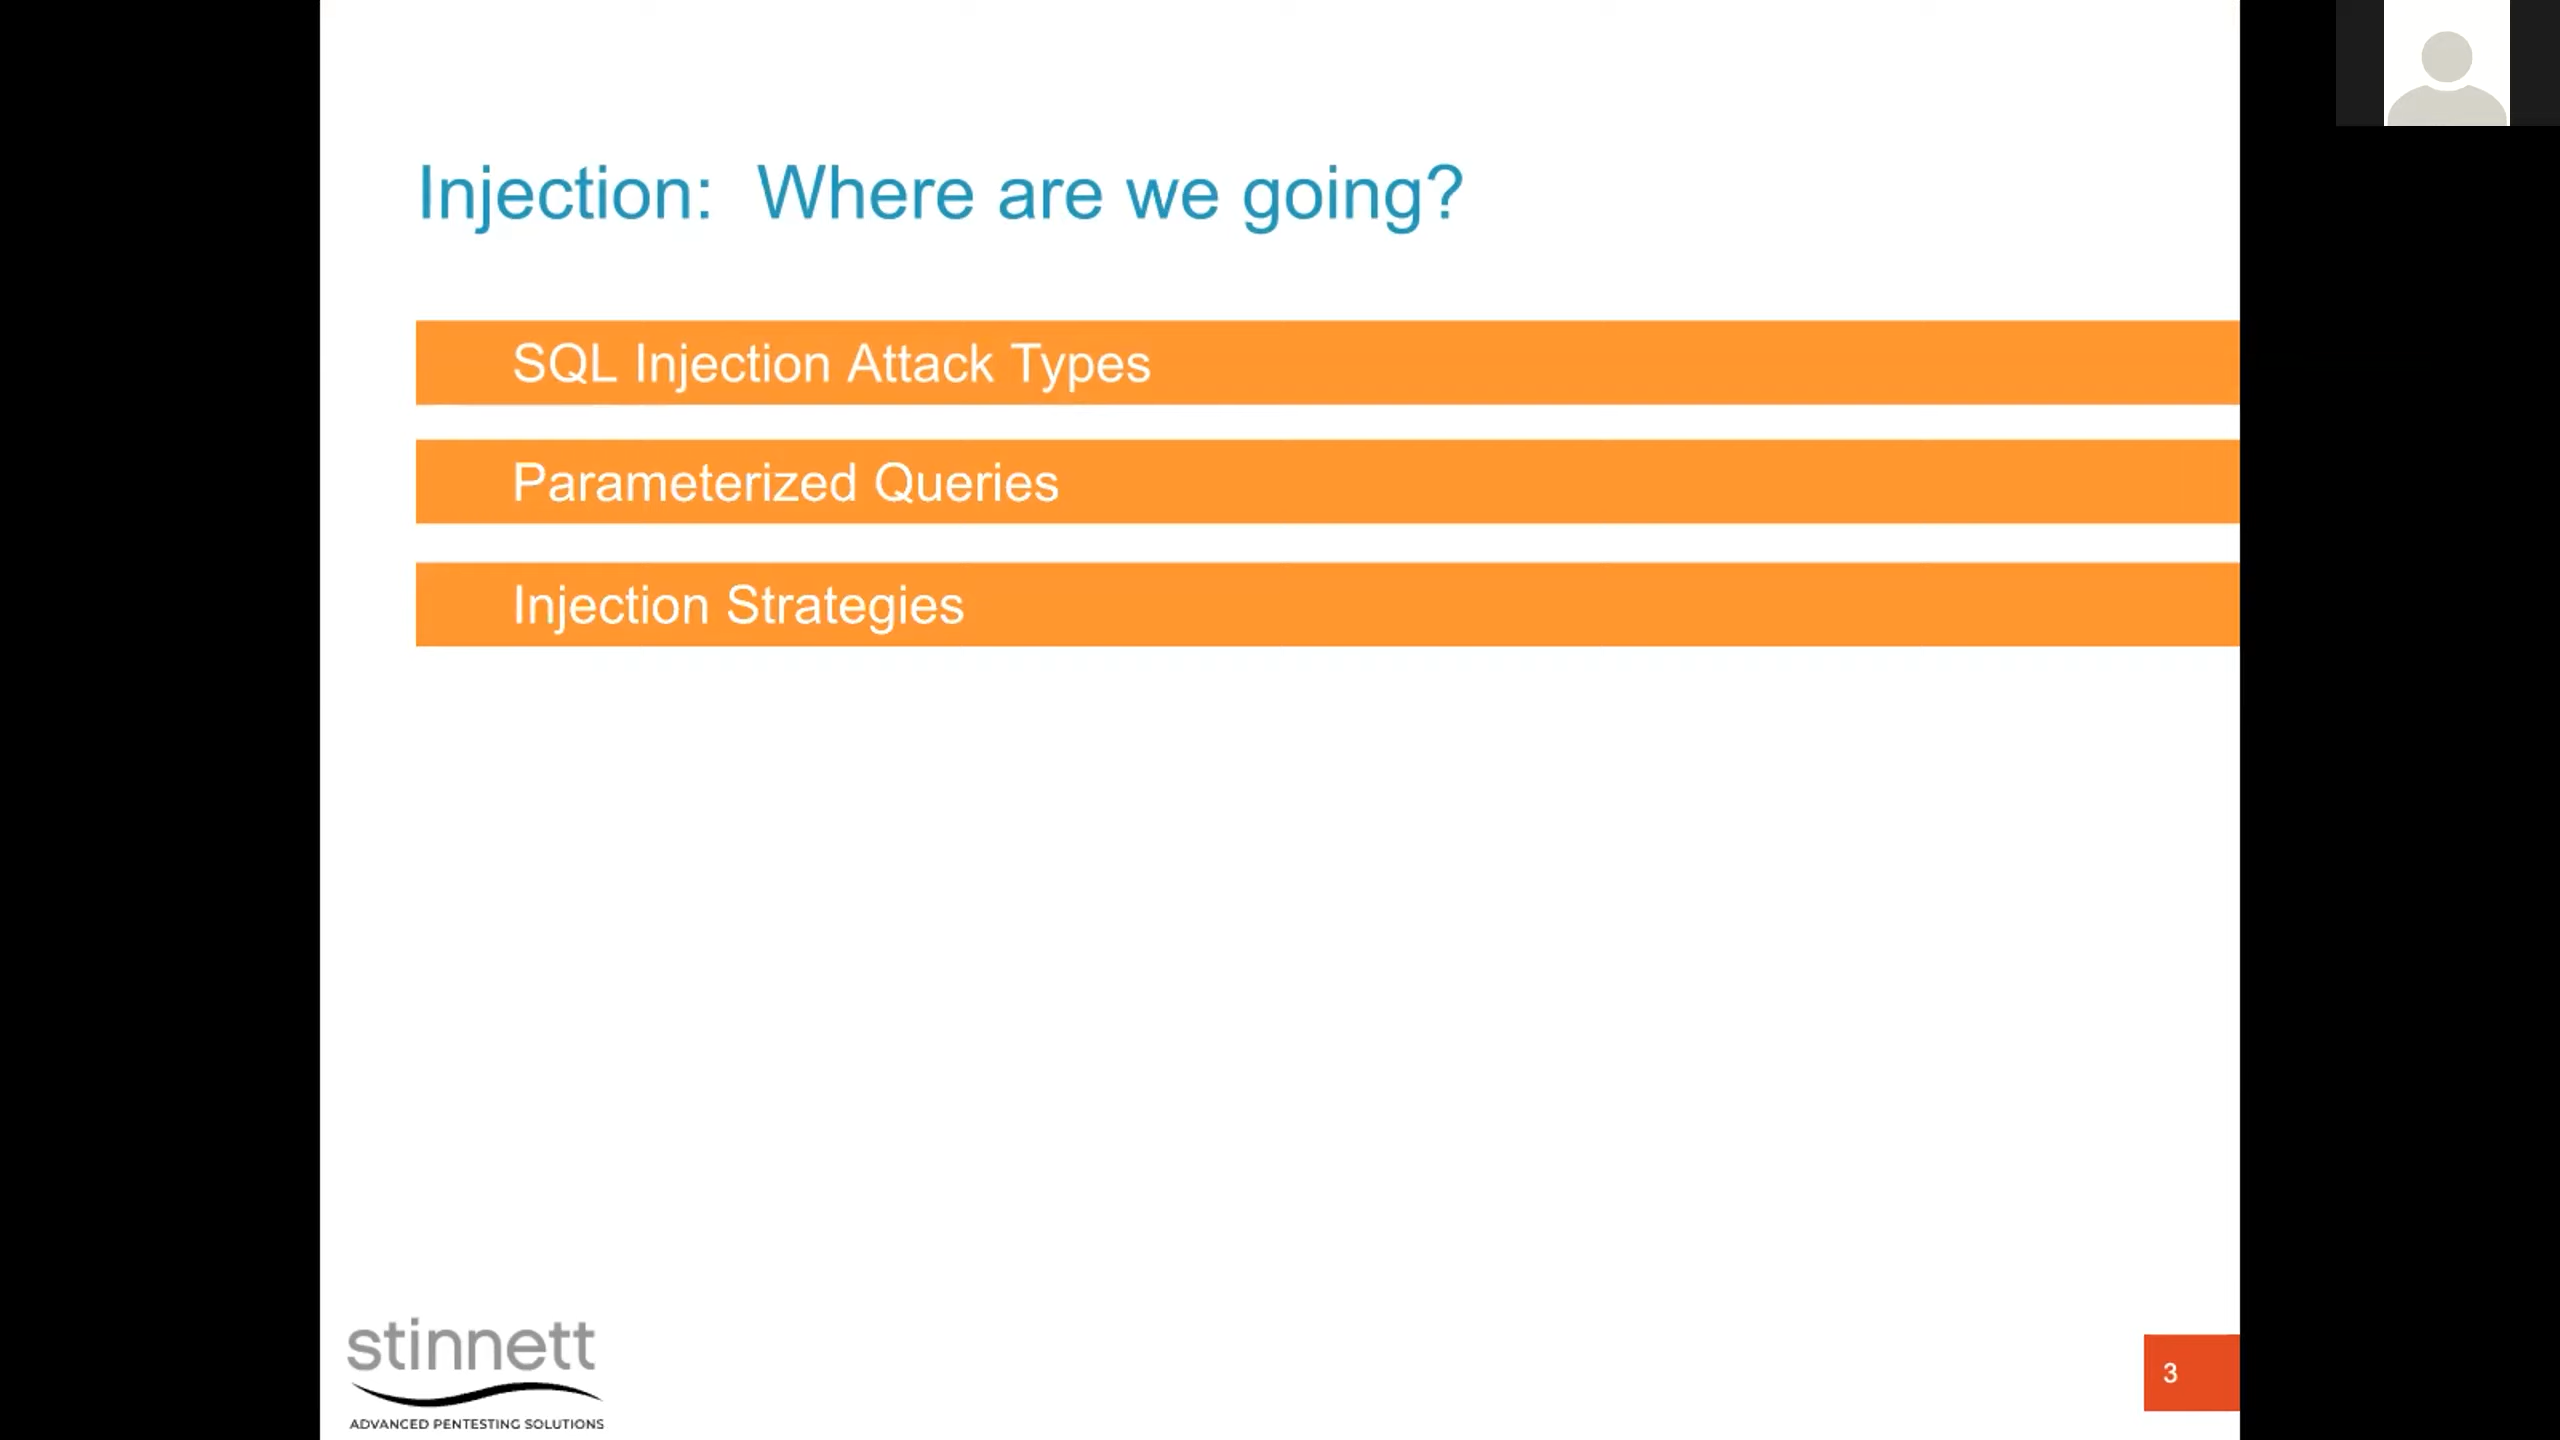 Injection: Where are we going?
SQL Injection Attack Types
Parameterized Queries
Injection Strategies
stinnett
ADVANCED PENTESTING SOLUTIONS
3